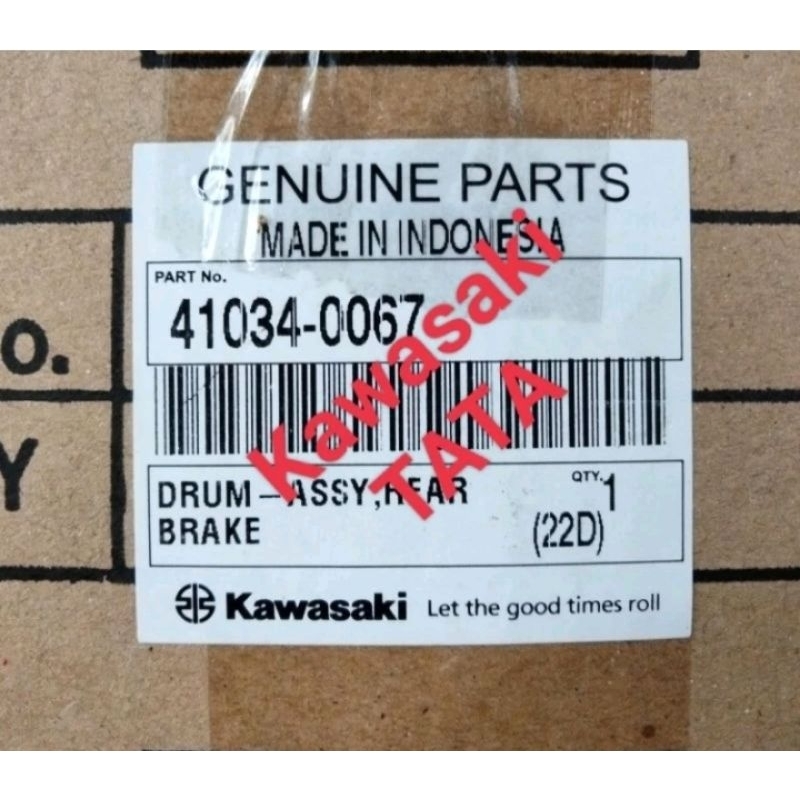 GENUINE PARTS
MADE IN INDONESIA
PART No.
41034-0067
o.
Y
DRUM-ASSY,REAR
BRAKE
QTY.1
(22D)
Kawasaki Let the good times roll
Kawasaki
TATA